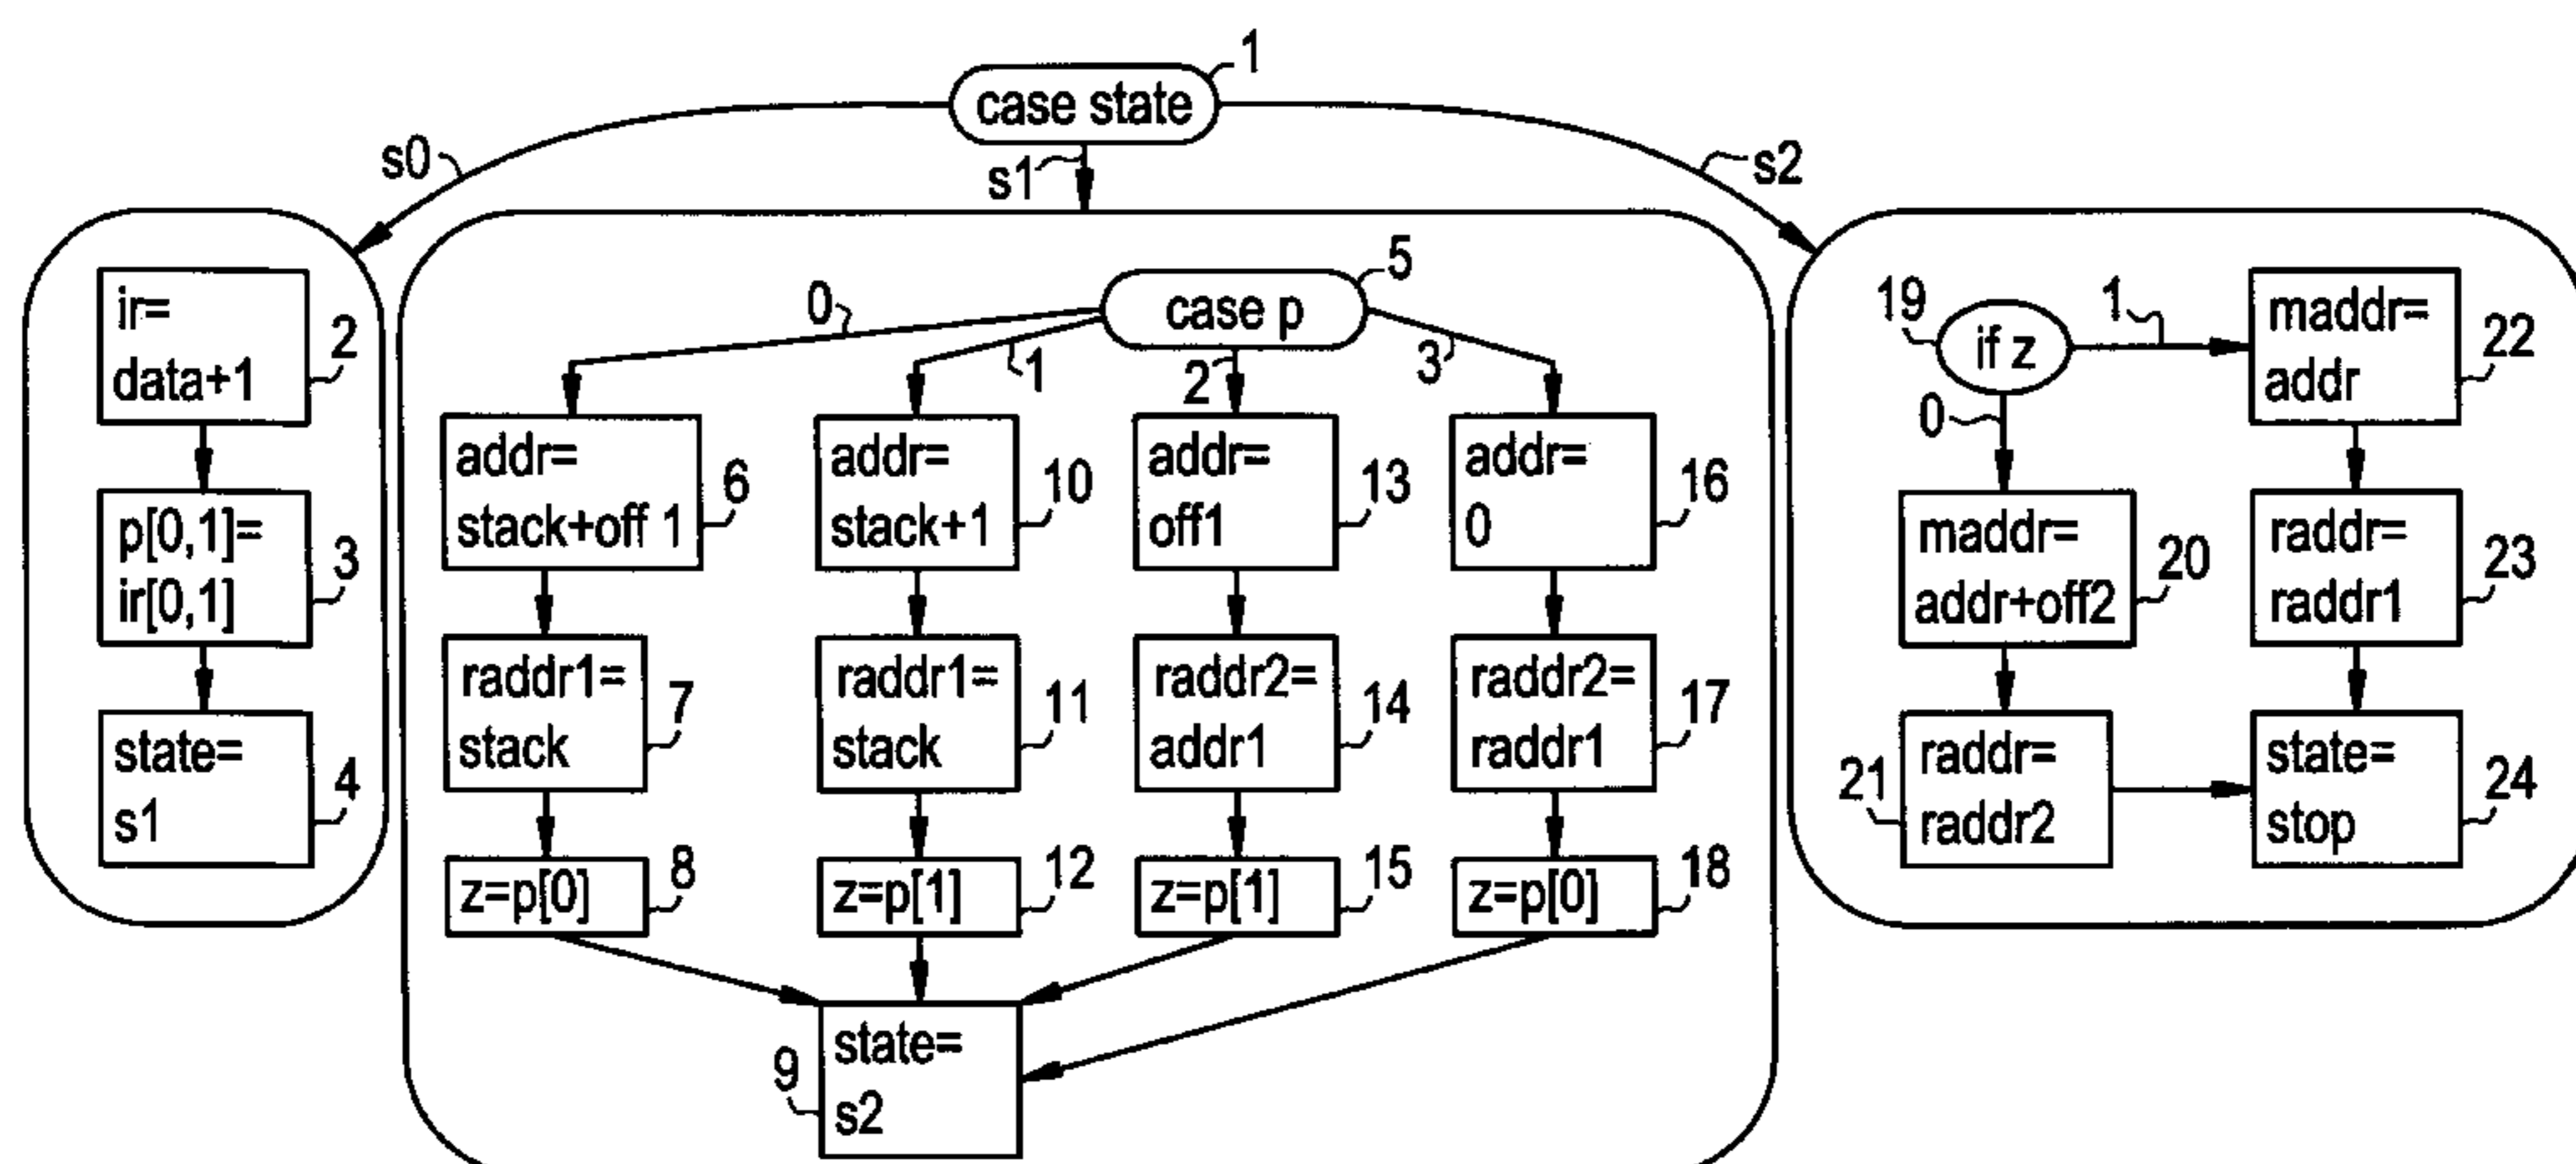 case state
1
s0
s1
s2
ir=
data+1
2
p[0,1]=
ir[0,1]
3
state=
s1
4
case p
5
0
1
2
3
addr=
stack+off 1
6
raddr1=
stack
7
z=p[0]
8
addr=
stack+1
10
raddr1=
stack
11
z=p[1]
12
addr=
off1
13
raddr2=
addr1
14
z=p[1]
15
addr=
0
16
raddr2=
raddr1
17
z=p[0]
18
state=
s2
9
19
if z
1
0
maddr=
addr
22
maddr=
addr+off2
20
raddr=
raddr1
23
raddr=
raddr2
21
state=
stop
24